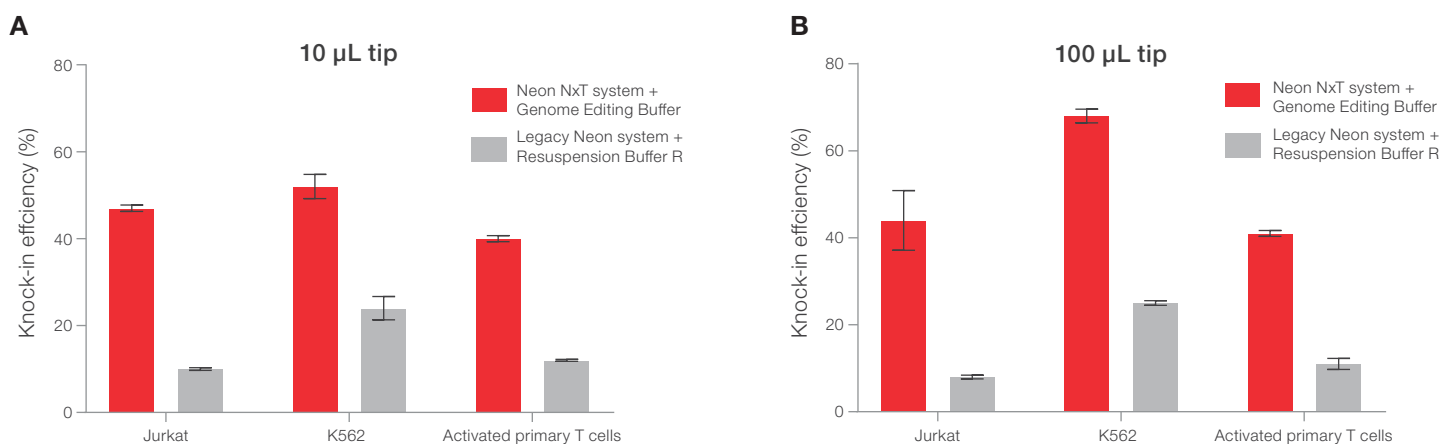 A
10 µL tip
Knock-in effciency (%)
80
60
40
20
0
Neon NxT system +
Genome Editing Buffer
Legacy Neon system +
Resuspension Buffer R
Jurkat
K562
Activated primary T cells
B
100 µL tip
Knock-in effciency (%)
80
60
40
20
0
Neon NxT system +
Genome Editing Buffer
Legacy Neon system +
Resuspension Buffer R
Jurkat
K562
Activated primary T cells